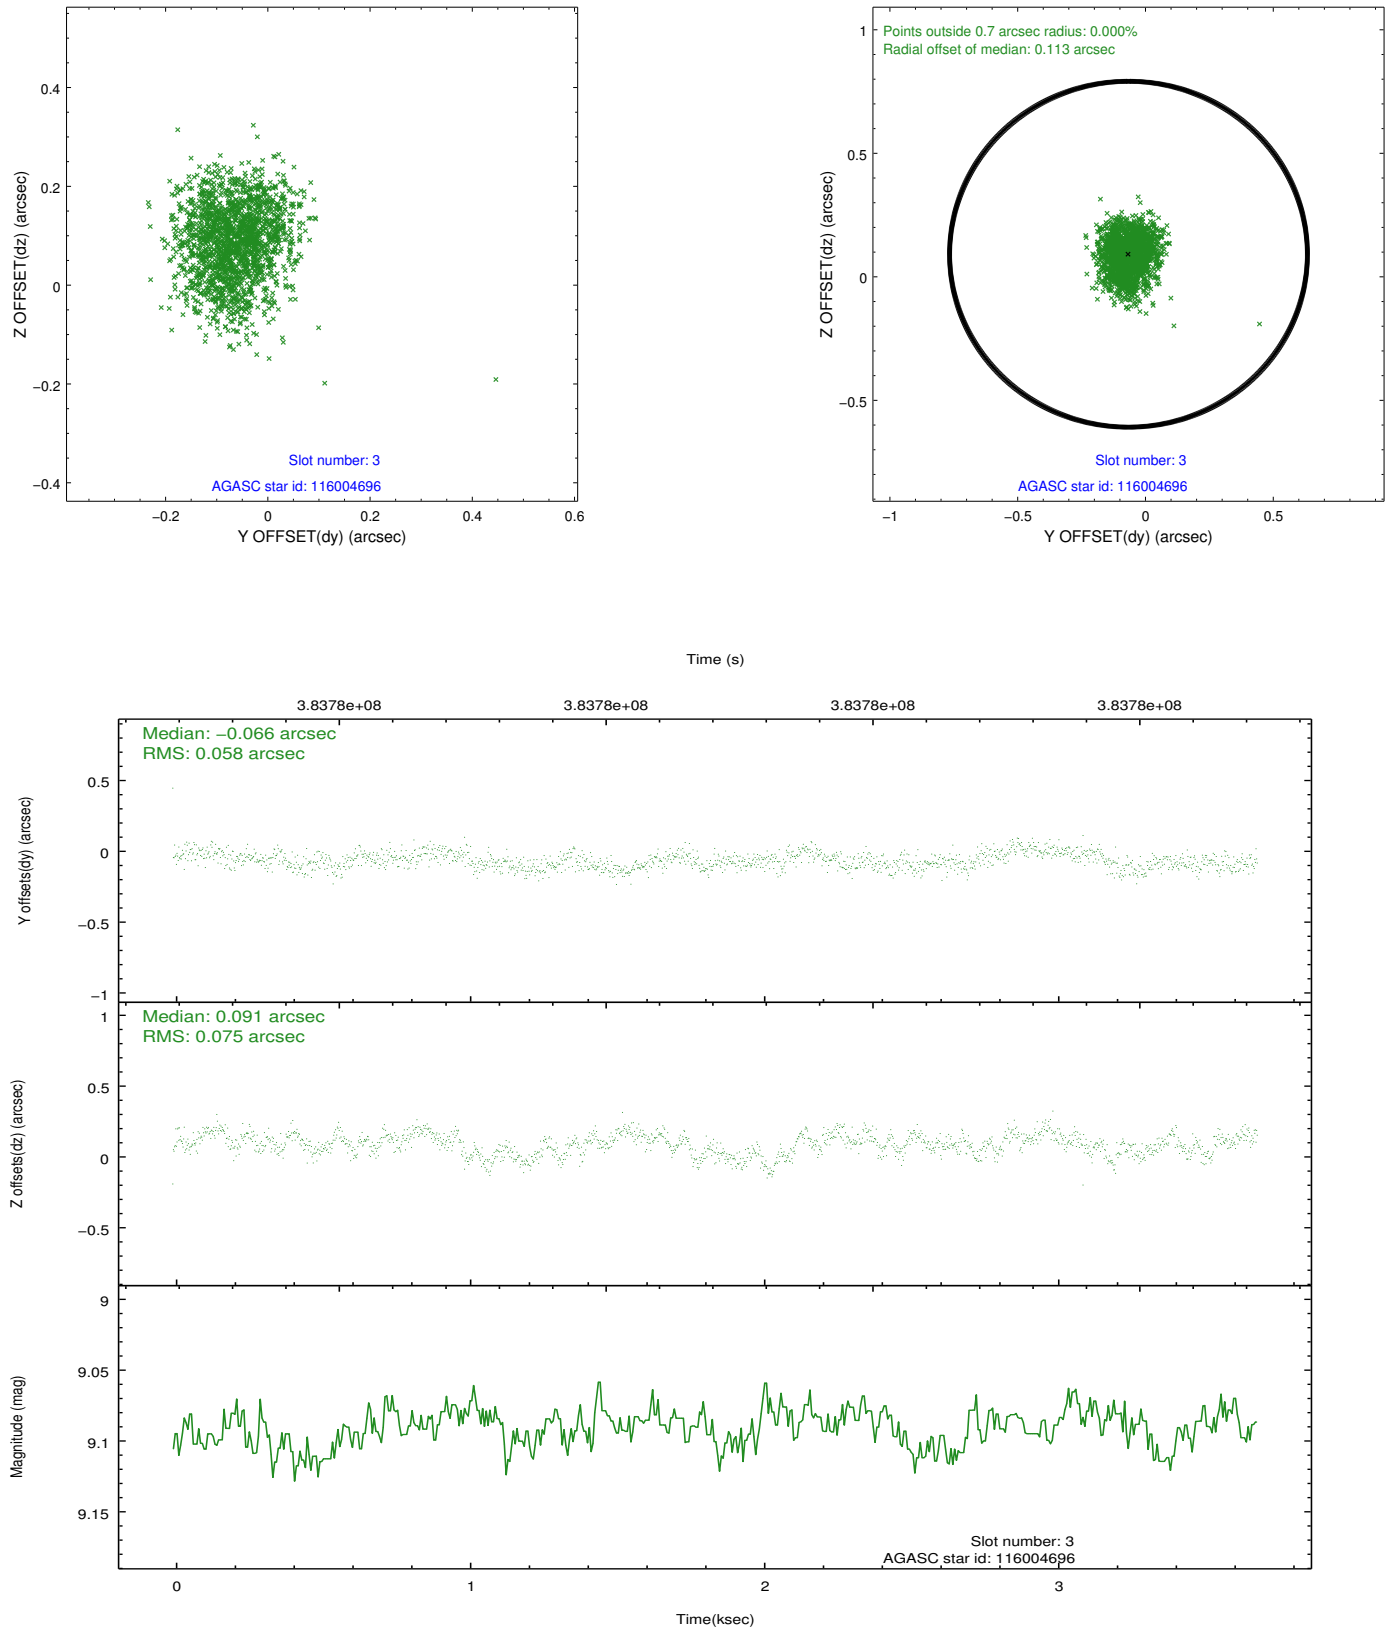 0.4
0.2
0
−0.2
−0.4
Z OFFSET(dz) (arcsec)
Slot number: 3
AGASC star id: 116004696
−0.2 0 0.2 0.4 0.6
Y OFFSET(dy) (arcsec)
Points outside 0.7 arcsec radius: 0.000%
Radial offset of median: 0.113 arcsec
1
0.5
0
−0.5
Z OFFSET(dz) (arcsec)
Slot number: 3
AGASC star id: 116004696
−1 −0.5 0 0.5
Y OFFSET(dy) (arcsec)
Time (s)
3.8378e+08 3.8378e+08 3.8378e+08 3.8378e+08
Median: −0.066 arcsec
RMS: 0.058 arcsec
0.5
0
−0.5
−1
Y offsets(dy) (arcsec)
Median: 0.091 arcsec
RMS: 0.075 arcsec
1
0.5
0
−0.5
Z offsets(dz) (arcsec)
9
9.05
9.1
9.15
Magnitude (mag)
Slot number: 3
AGASC star id: 116004696
0 1 2 3
Time(ksec)